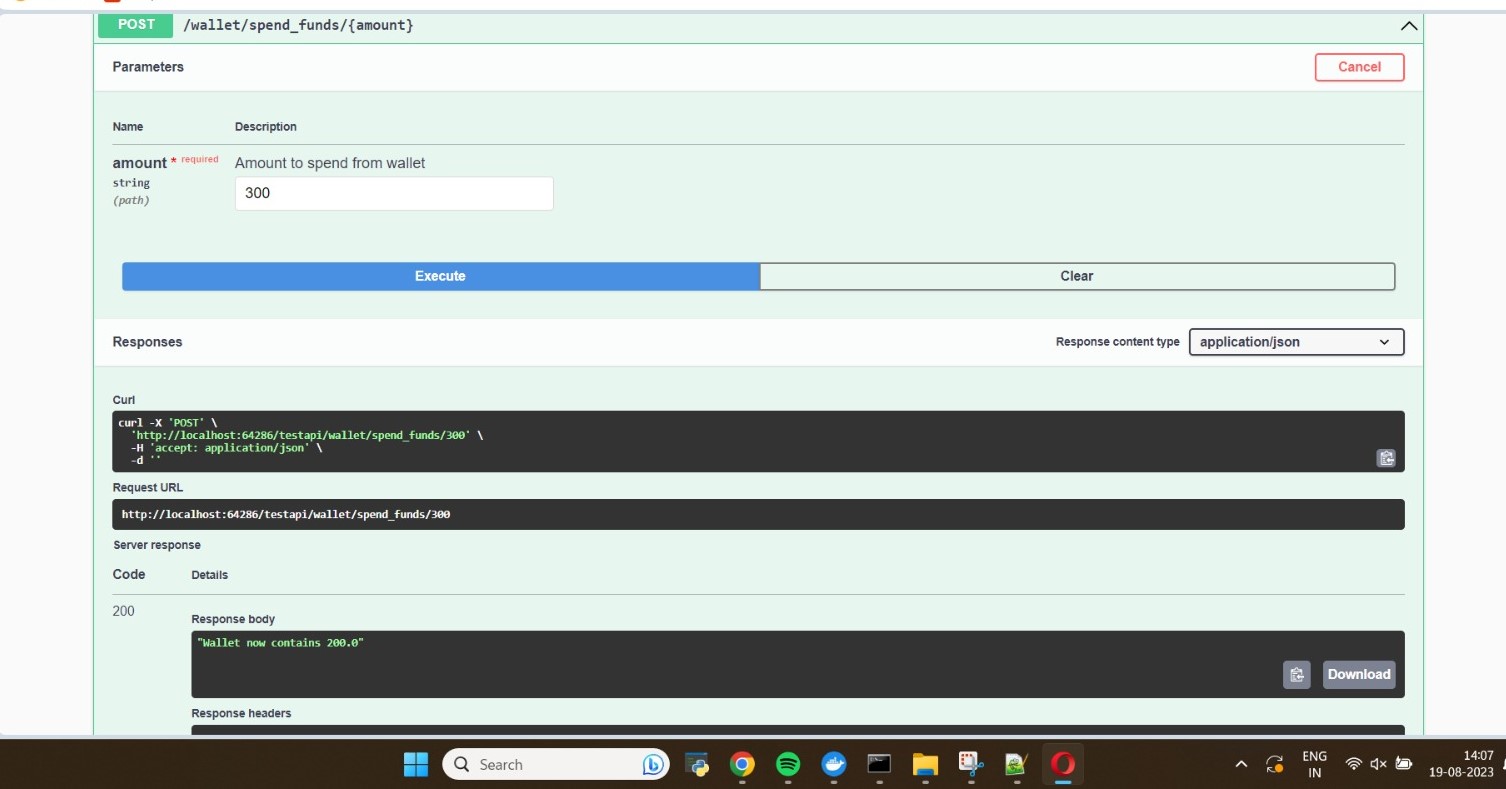 POST /wallet/spend_funds/{amount}
Parameters Cancel
Name Description
amount * required Amount to spend from wallet
string
(path)
300
Execute Clear
Responses Response content type application/json
Curl
curl -X 'POST' \
'http://localhost:64286/testapi/wallet/spend_funds/300' \
-H 'accept: application/json' \
-d ''
Request URL
http://localhost:64286/testapi/wallet/spend_funds/300
Server response
Code Details
200
Response body
"Wallet now contains 200.0"
Download
Response headers
Search
ENG
IN
14:07
19-08-2023